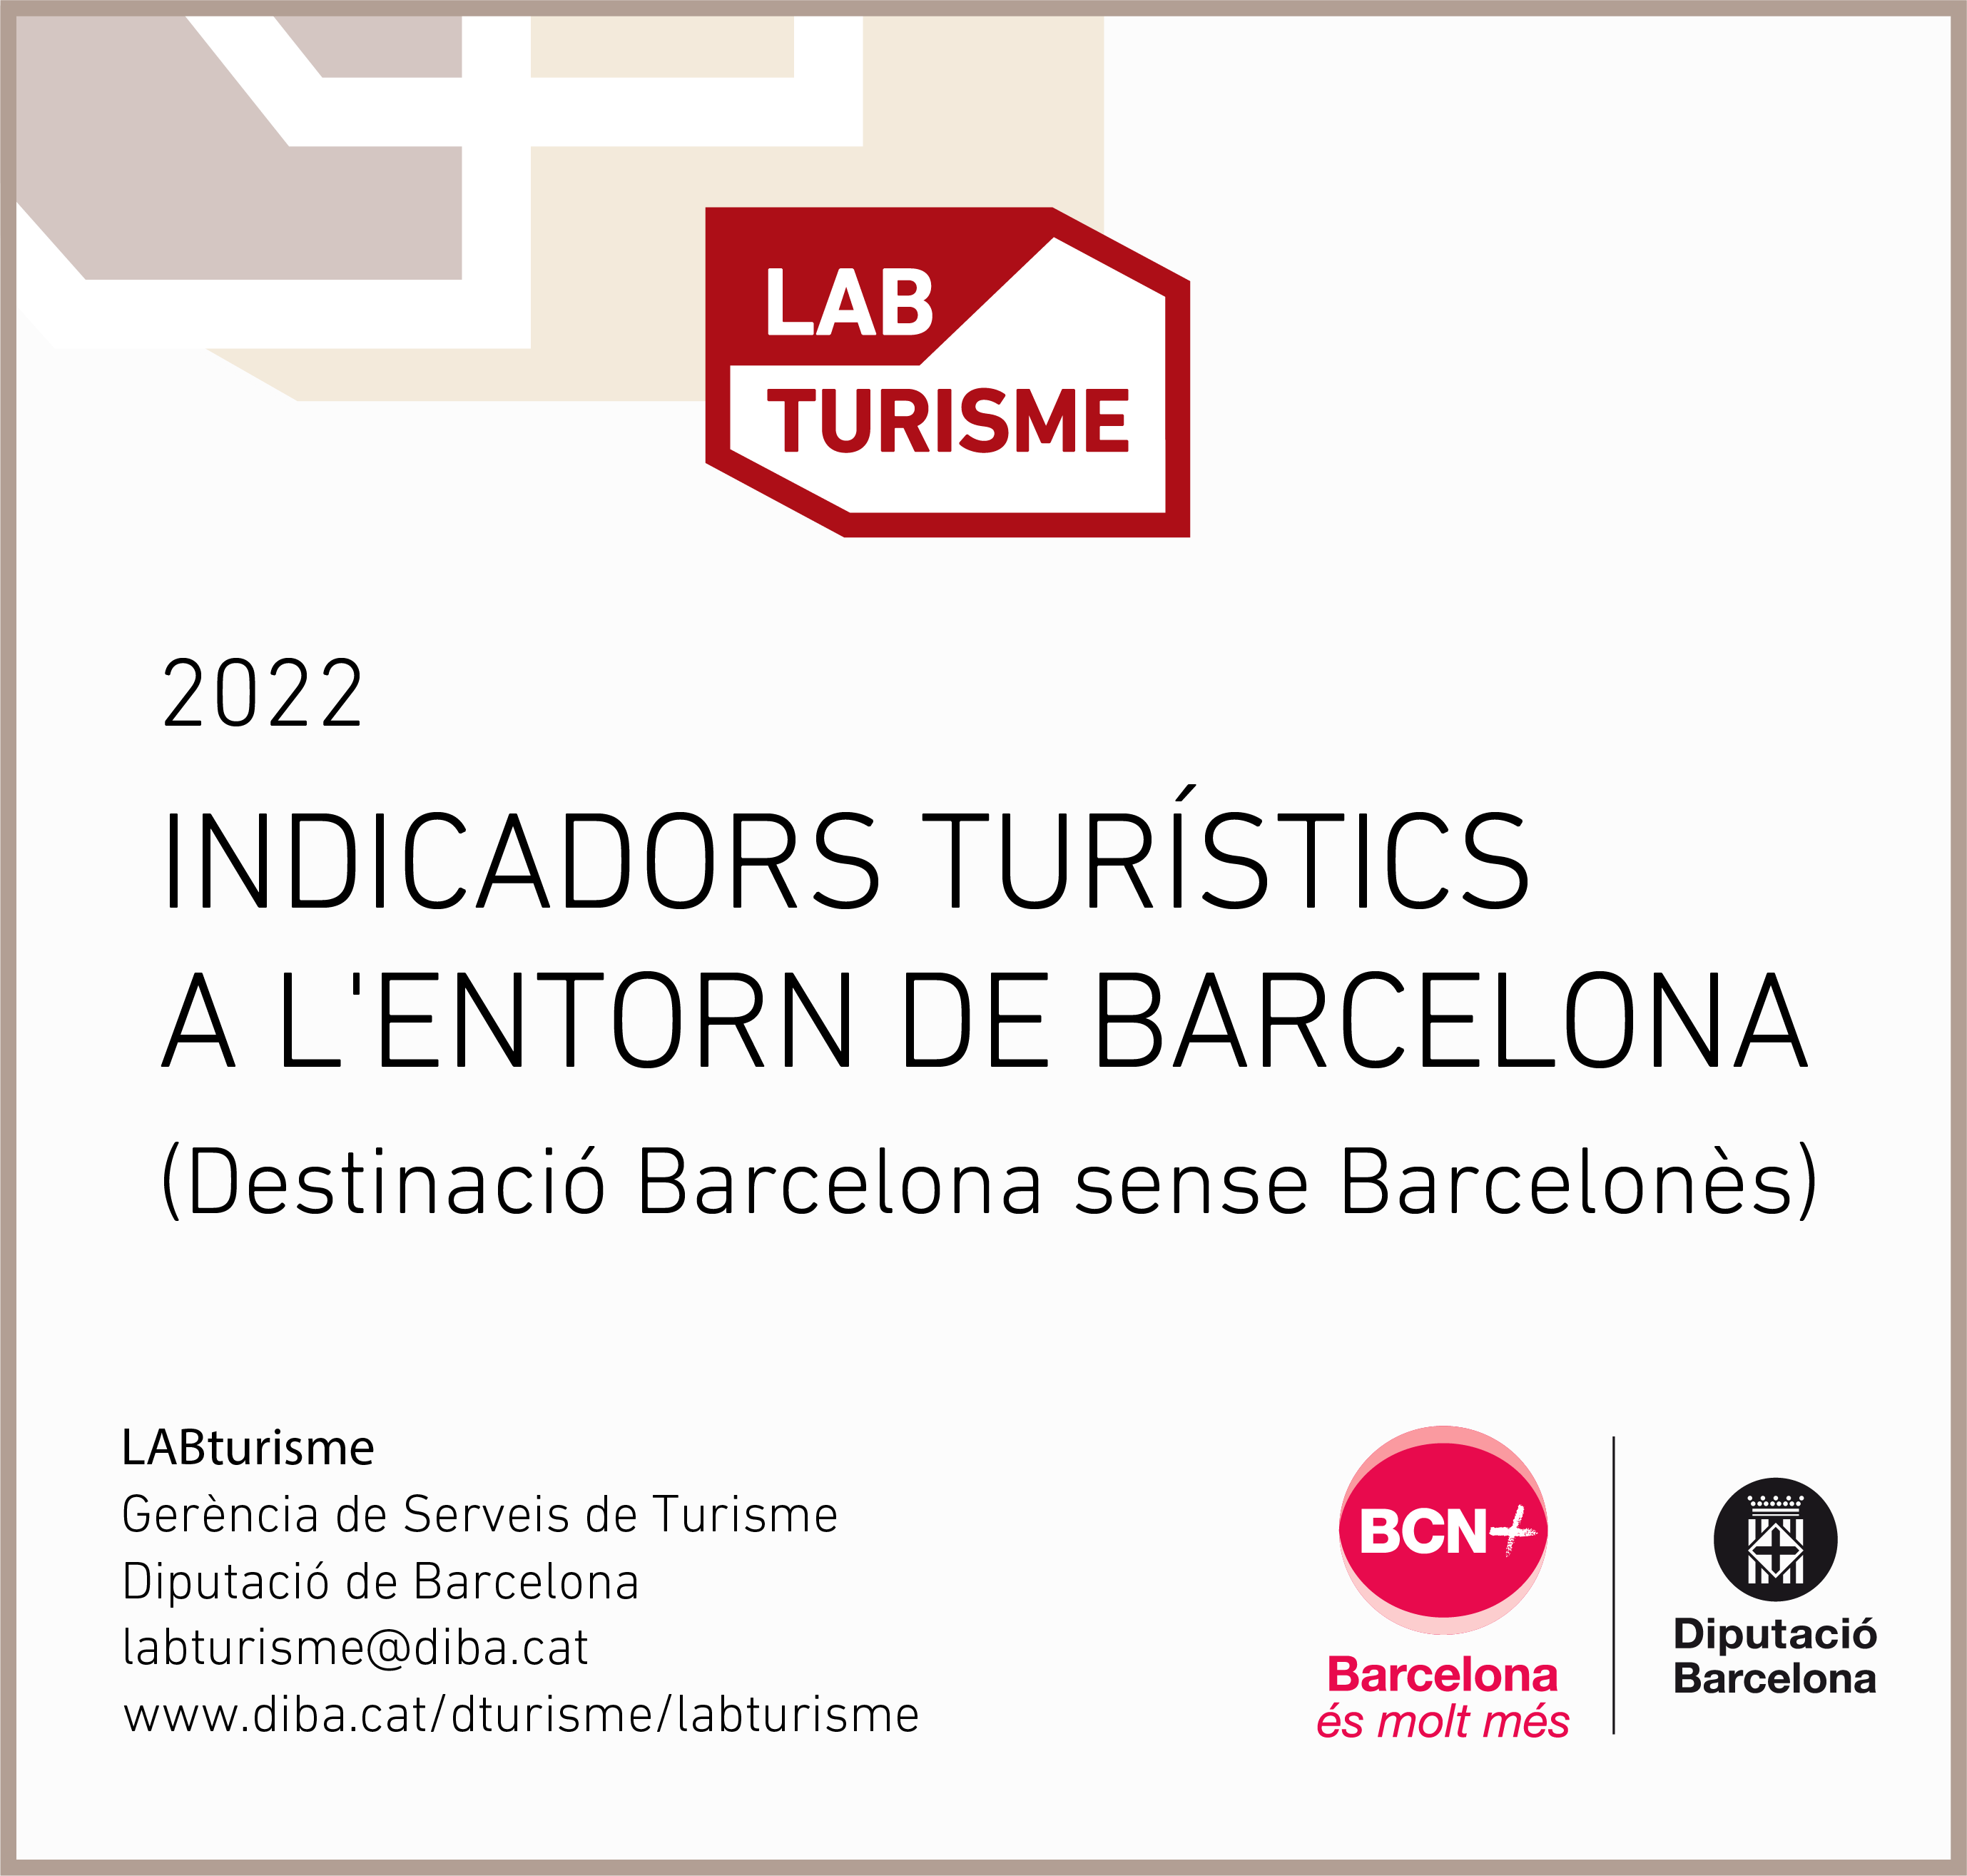 LAB
TURISME
2022
INDICADORS TURÍSTICS
A L'ENTORN DE BARCELONA
(Destinació Barcelona sense Barcelonès)
LABturisme
Gerència de Serveis de Turisme
Diputació de Barcelona
labturisme@diba.cat
www.diba.cat/dturisme/labturisme
BCN+
Barcelona
és molt més
Diputació
Barcelona